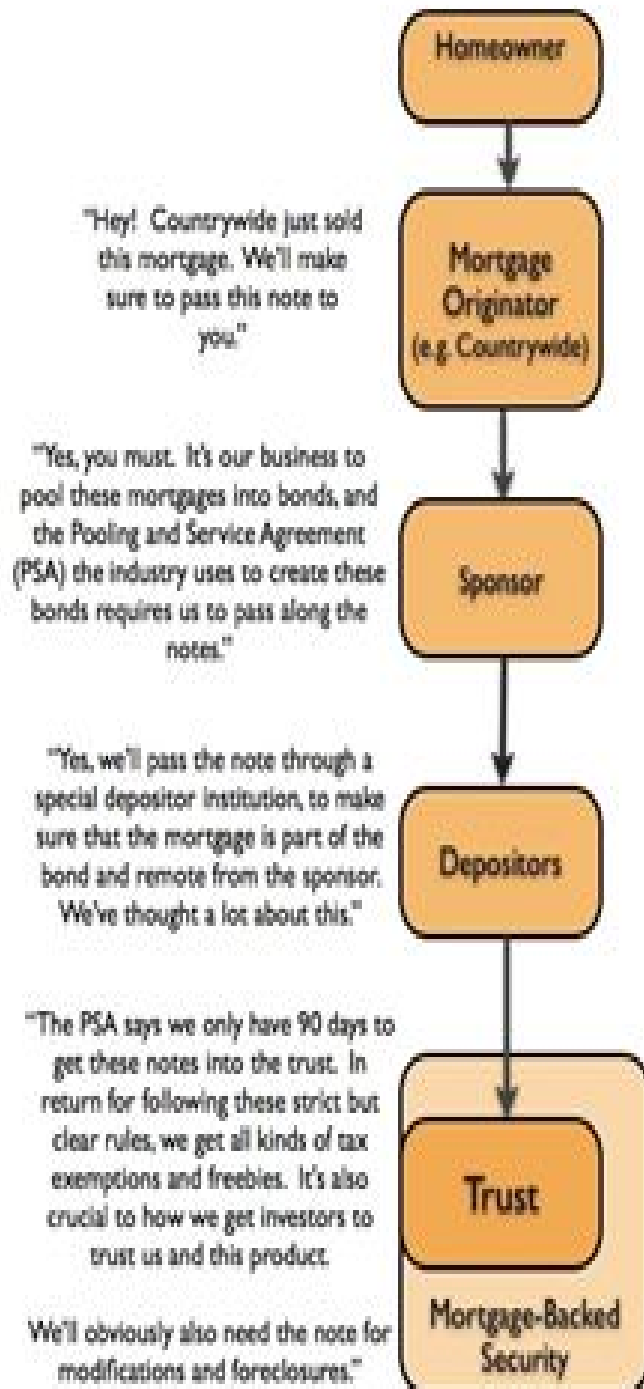 Homeowner
"Hey! Countrywide just sold
this mortgage. We'll make
sure to pass this note to
you."
Mortgage
Originator
(e.g. Countrywide)
"Yes, you must. It's our business to
pool these mortgages into bonds, and
the Pooling and Service Agreement
(PSA) the industry uses to create these
bonds requires us to pass along the
notes."
Sponsor
"Yes, we'll pass the note through a
special depositor institution, to make
sure that the mortgage is part of the
bond and remote from the sponsor.
We've thought a lot about this."
Depositors
"The PSA says we only have 90 days to
get these notes into the trust. In
return for following these strict but
clear rules, we get all kinds of tax
exemptions and freebies. It's also
crucial to how we get investors to
trust us and this product.
We'll obviously also need the note for
modifications and foreclosures."
Trust
Mortgage-Backed
Security